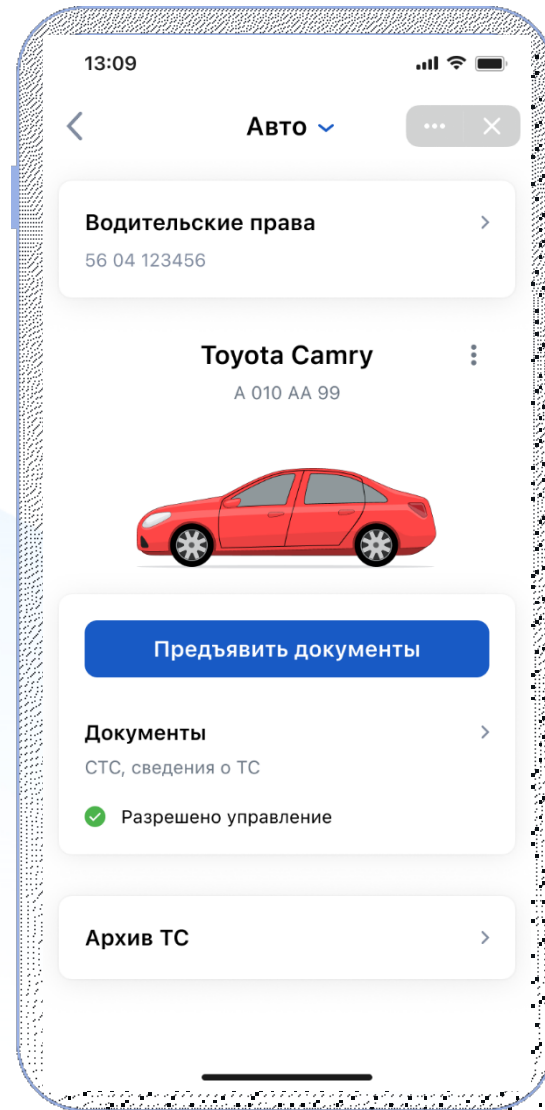 13:09
Авто
Водительские права
56 04 123456
Toyota Camry
А 010 АА 99
Предъявить документы
Документы
СТС, сведения о ТС
Разрешено управление
Архив ТС